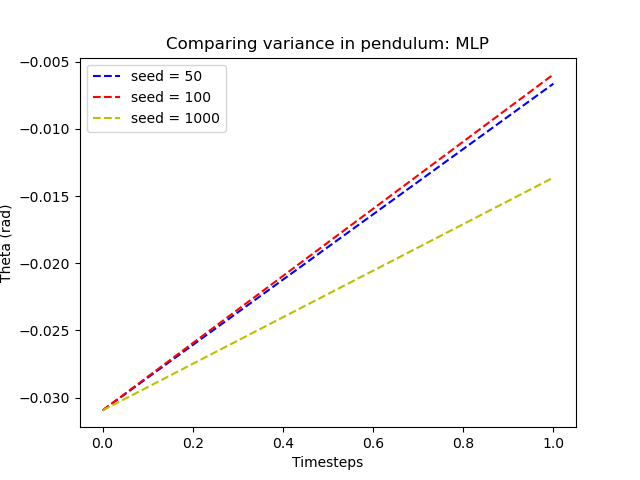 Comparing variance in pendulum: MLP
seed = 50
seed = 100
seed = 1000
−0.005
−0.010
−0.015
−0.020
−0.025
−0.030
Theta (rad)
0.0 0.2 0.4 0.6 0.8 1.0
Timesteps